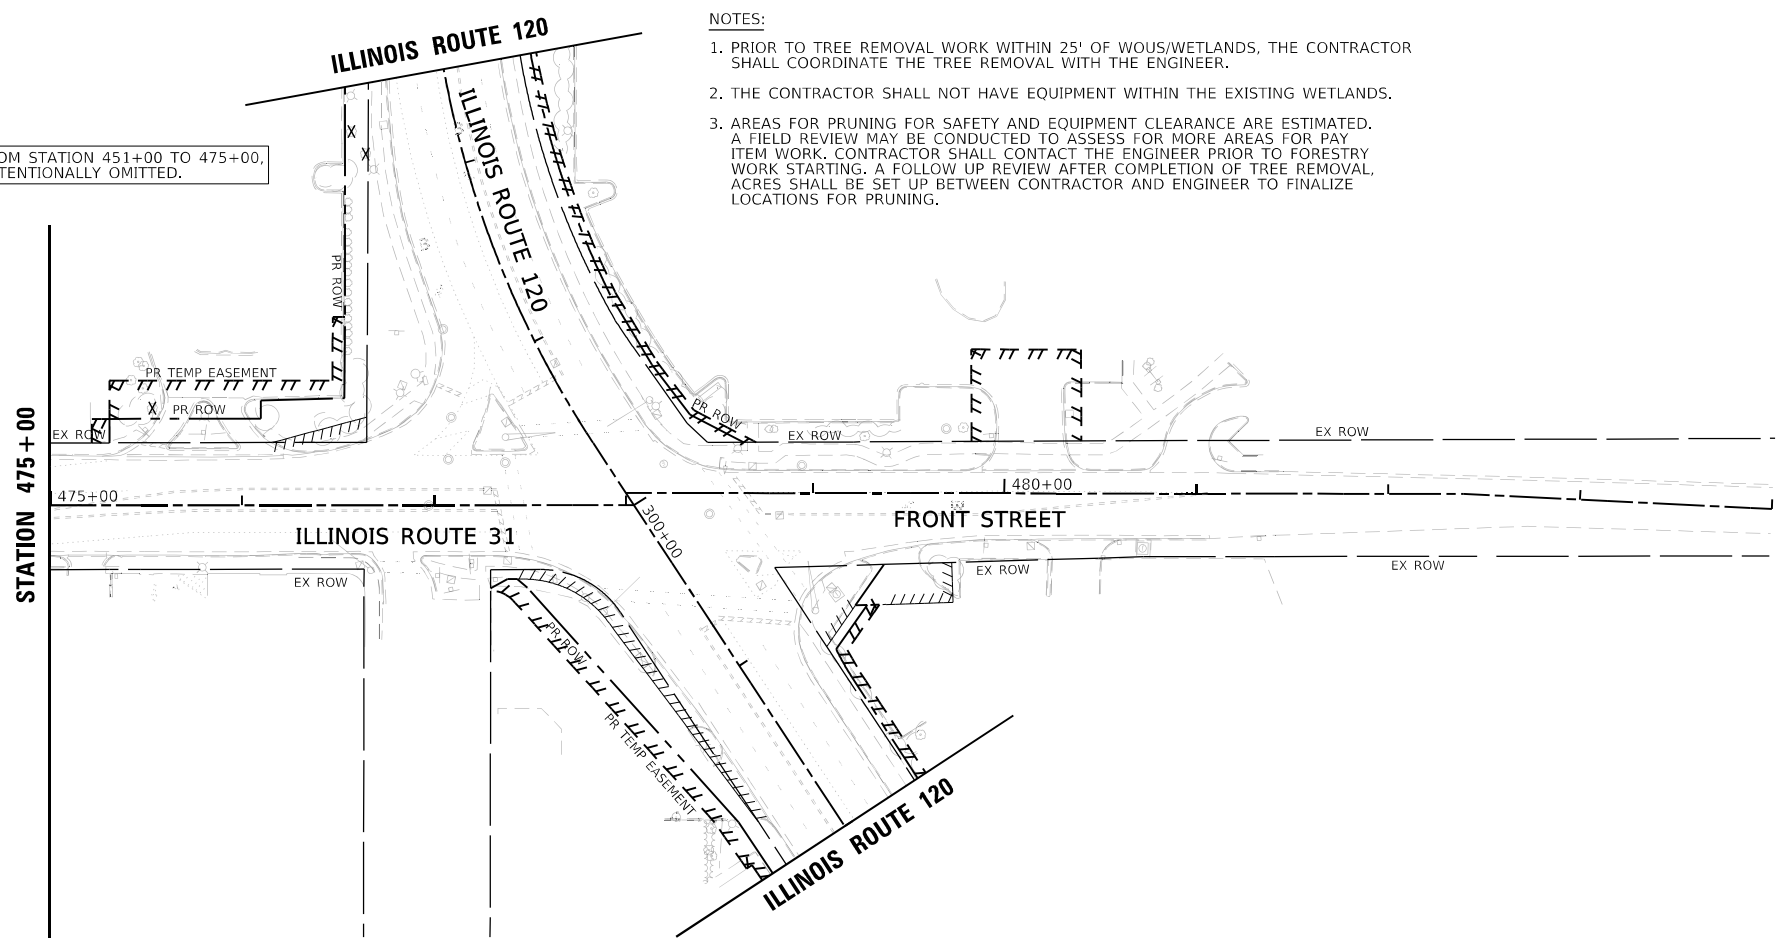 ILLINOIS ROUTE 120
NOTES:
1. PRIOR TO TREE REMOVAL WORK WITHIN 25' OF WOUS/WETLANDS, THE CONTRACTOR
SHALL COORDINATE THE TREE REMOVAL WITH THE ENGINEER.
2. THE CONTRACTOR SHALL NOT HAVE EQUIPMENT WITHIN THE EXISTING WETLANDS.
3. AREAS FOR PRUNING FOR SAFETY AND EQUIPMENT CLEARANCE ARE ESTIMATED.
A FIELD REVIEW MAY BE CONDUCTED TO ASSESS FOR MORE AREAS FOR PAY
ITEM WORK. CONTRACTOR SHALL CONTACT THE ENGINEER PRIOR TO FORESTRY
WORK STARTING. A FOLLOW UP REVIEW AFTER COMPLETION OF TREE REMOVAL,
ACRES SHALL BE SET UP BETWEEN CONTRACTOR AND ENGINEER TO FINALIZE
LOCATIONS FOR PRUNING.
OM STATION 451+00 TO 475+00,
TENTIONALLY OMITTED.
ILLINOIS ROUTE 120
PR ROW
PR TEMP EASEMENT
PR ROW
EX ROW
PR ROW
EX ROW
EX ROW
STATION 475+00
475+00
480+00
300+00
ILLINOIS ROUTE 31
FRONT STREET
EX ROW
EX ROW
EX ROW
PR ROW
PR TEMP EASEMENT
ILLINOIS ROUTE 120